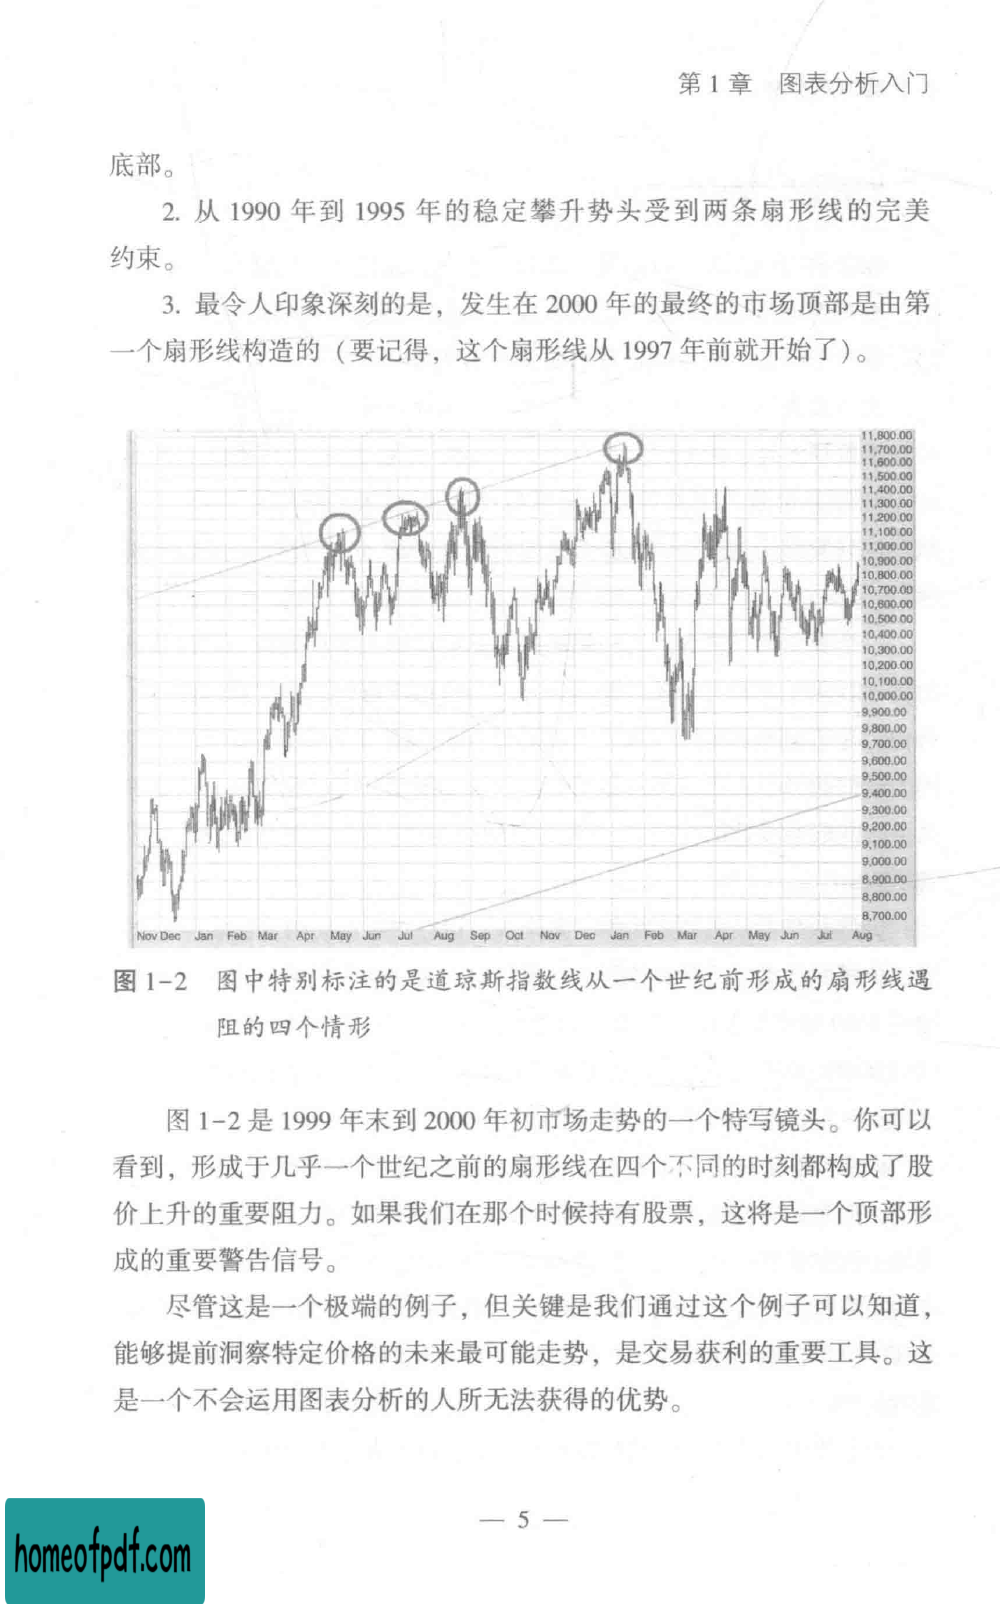 第 1 章　图表分析入门
底部。
2. 从 1990 年到 1995 年的稳定攀升势头受到两条扇形线的完美
约束。
3. 最令人印象深刻的是，发生在 2000 年的最终的市场顶部是由第
一个扇形线构造的（要记得，这个扇形线从 1997 年前就开始了）。
11,800.00
11,700.00
11,600.00
11,500.00
11,400.00
11,300.00
11,200.00
11,100.00
11,000.00
10,900.00
10,800.00
10,700.00
10,600.00
10,500.00
10,400.00
10,300.00
10,200.00
10,100.00
10,000.00
9,900.00
9,800.00
9,700.00
9,600.00
9,500.00
9,400.00
9,300.00
9,200.00
9,100.00
9,000.00
8,900.00
8,800.00
8,700.00
Nov Dec Jan Feb Mar Apr May Jun Jul Aug Sep Oct Nov Dec Jan Feb Mar Apr May Jun Jul Aug
图 1-2　图中特别标注的是道琼斯指数线从一个世纪前形成的扇形线遇
阻的四个情形
图 1-2 是 1999 年末到 2000 年初市场走势的一个特写镜头。你可以
看到，形成于几乎一个世纪之前的扇形线在四个不同的时刻都构成了股
价上升的重要阻力。如果我们在那个时候持有股票，这将是一个顶部形
成的重要警告信号。
尽管这是一个极端的例子，但关键是我们通过这个例子可以知道，
能够提前洞察特定价格的未来最可能走势，是交易获利的重要工具。这
是一个不会运用图表分析的人所无法获得的优势。
— 5 —
homeofpdf.com